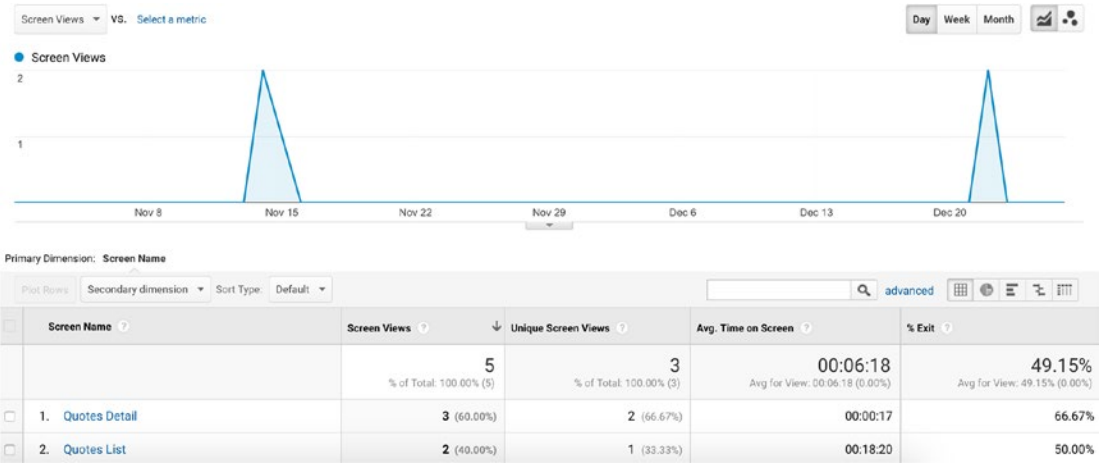 Screen Views VS. Select a metric Day Week Month
Screen Views
2
1
Nov 8 Nov 15 Nov 22 Nov 29 Dec 6 Dec 13 Dec 20
Primary Dimension: Screen Name
Plot Rows Secondary dimension Sort Type: Default advanced
Screen Name ? Screen Views ? Unique Screen Views ? Avg. Time on Screen ? % Exit ?
5 3 00:06:18 49.15%
% of Total: 100.00% (5) % of Total: 100.00% (3) Avg for View: 00:06:18 (0.00%) Avg for View: 49.15% (0.00%)
1. Quotes Detail 3 (60.00%) 2 (66.67%) 00:00:17 66.67%
2. Quotes List 2 (40.00%) 1 (33.33%) 00:18:20 50.00%